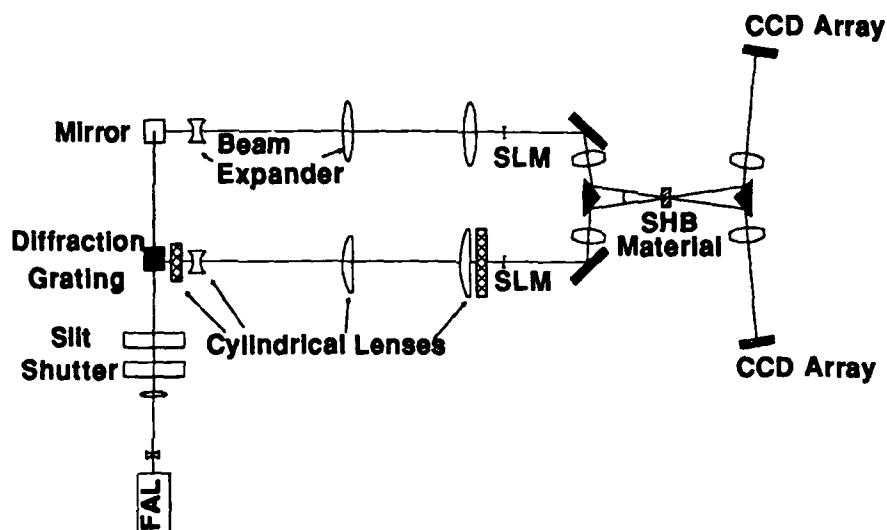 CCD Array
Mirror
Beam
Expander
SLM
SHB
Material
Diffraction
Grating
SLM
Slit
Shutter
Cylindrical Lenses
CCD Array
FAL